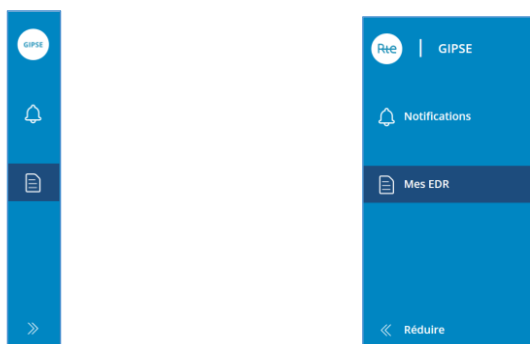 GIPSE
Rte | GIPSE
Notifications
Mes EDR
Réduire